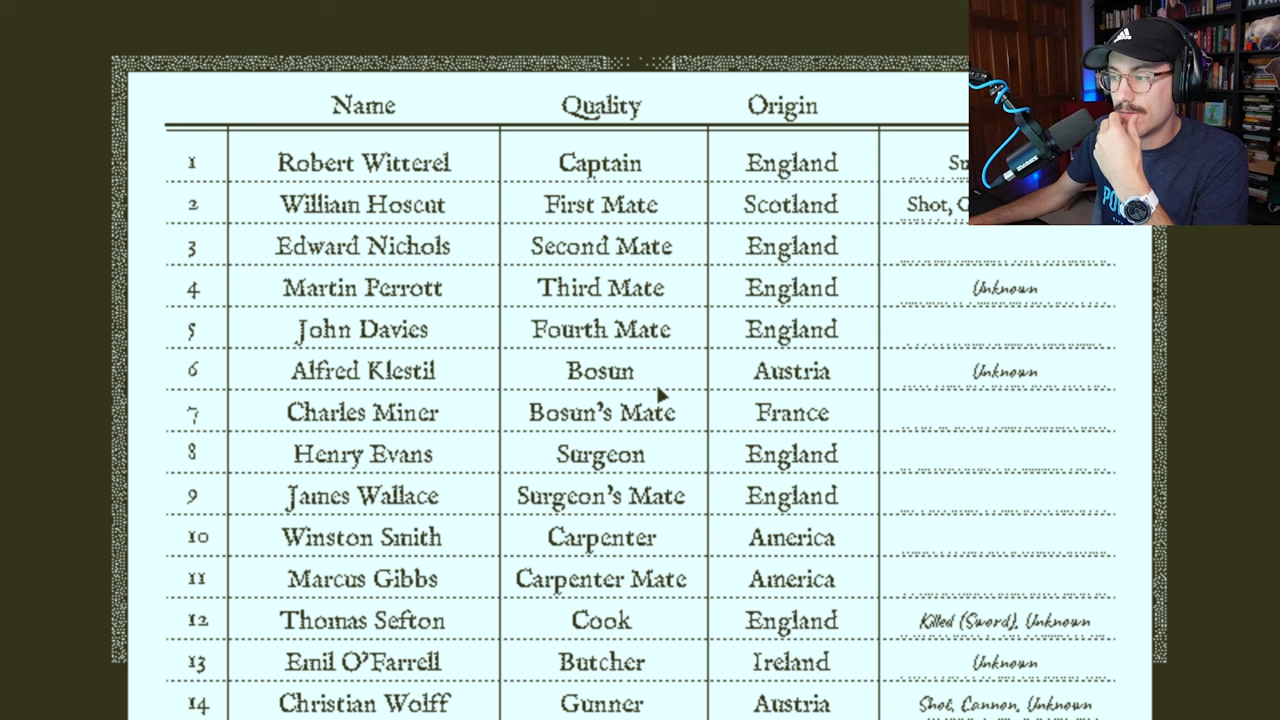 Name Quality Origin
1 Robert Witterel Captain England
2 William Hoscut First Mate Scotland Shot,
3 Edward Nichols Second Mate England
4 Martin Perrott Third Mate England Unknown
5 John Davies Fourth Mate England
6 Alfred Klestil Bosun Austria Unknown
7 Charles Miner Bosun's Mate France
8 Henry Evans Surgeon England
9 James Wallace Surgeon's Mate England
10 Winston Smith Carpenter America
11 Marcus Gibbs Carpenter Mate America
12 Thomas Sefton Cook England Killed (Sword), Unknown
13 Emil O'Farrell Butcher Ireland Unknown
14 Christian Wolff Gunner Austria Shot, Cannon, Unknown